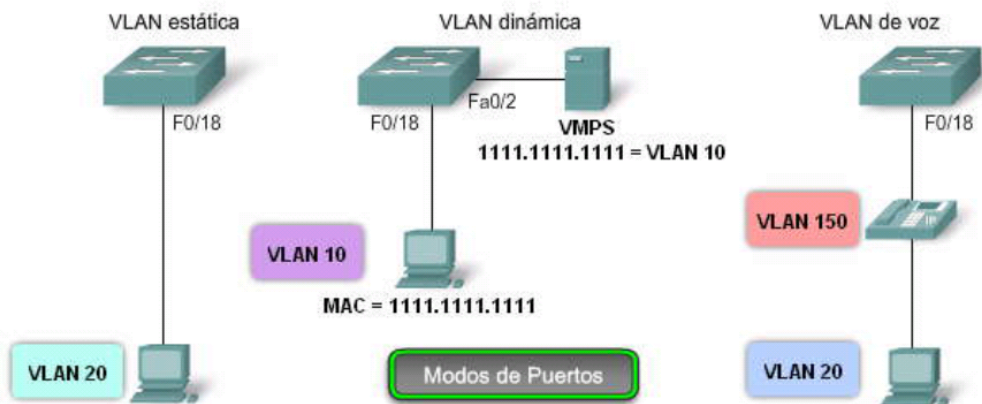 VLAN estática
F0/18
VLAN 20
VLAN dinámica
Fa0/2
F0/18
VMPS
1111.1111.1111 = VLAN 10
VLAN 10
MAC = 1111.1111.1111
Modos de Puertos
VLAN de voz
F0/18
VLAN 150
VLAN 20